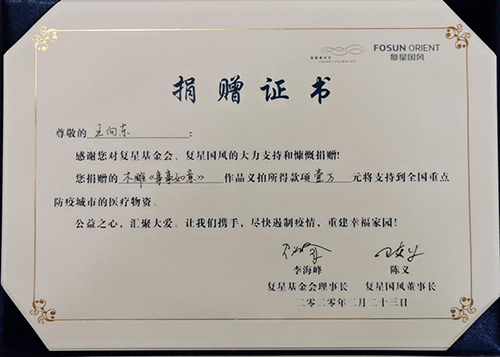 FOSUN FOUNDATION
FOSUN ORIENT
复星国风
捐赠证书
尊敬的 王向东 :
感谢您对复星基金会、复星国风的大力支持和慷慨捐赠!
您捐赠的 木雕《事事如意》 作品义拍所得款项 壹万 元将支持到全国重点
防疫城市的医疗物资。
公益之心，汇聚大爱。让我们携手，尽快遏制疫情，重建幸福家园!
李海峰 陈义
复星基金会理事长 复星国风董事长
二零二零年二月二十三日